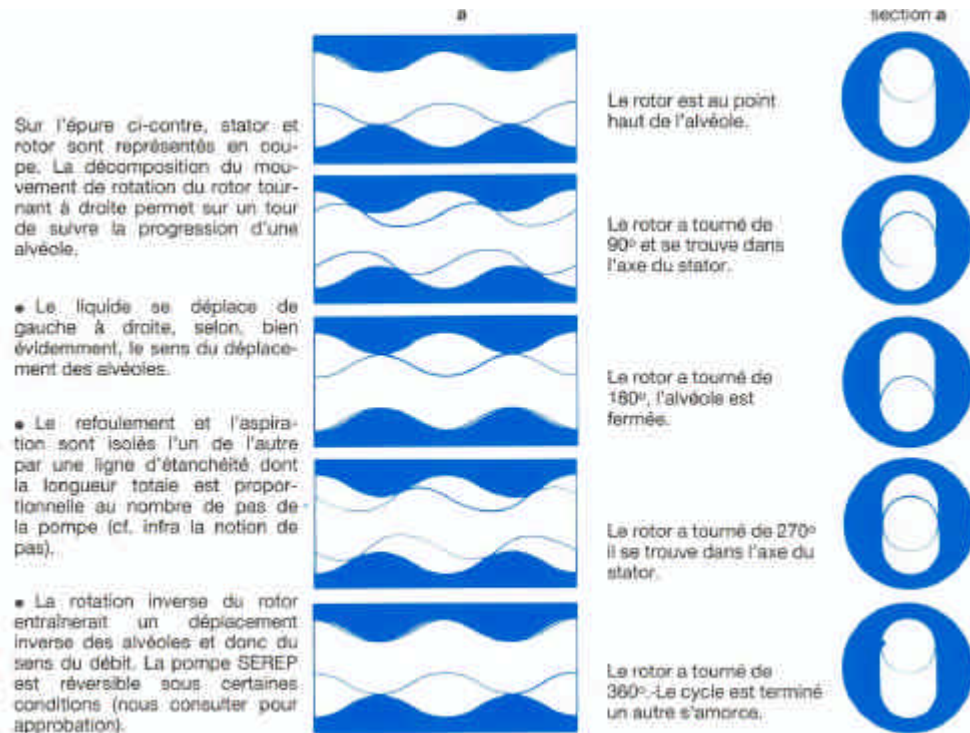 a
section a
Sur l'épure ci-contre, stator et
rotor sont représentés en cou-
pe. La décomposition du mou-
vement de rotation du rotor tour-
nant à droite permet sur un tour
de suivre la progression d'une
alvéole.
• Le liquide se déplace de
gauche à droite, selon, bien
évidemment, le sens du déplace-
ment des alvéoles.
• Le refoulement et l'aspira-
tion sont isolés l'un de l'autre
par une ligne d'étanchéité dont
la longueur totale est propor-
tionnelle au nombre de pas de
la pompe (cf. infra la notion de
pas).
• La rotation inverse du rotor
entraînerait un déplacement
inverse des alvéoles et donc du
sens du débit. La pompe SEREP
est réversible sous certaines
conditions (nous consulter pour
approbation).
Le rotor est au point
haut de l'alvéole.
Le rotor a tourné de
90° et se trouve dans
l'axe du stator.
Le rotor a tourné de
180°, l'alvéole est
fermée.
Le rotor a tourné de 270°
il se trouve dans l'axe du
stator.
Le rotor a tourné de
360°. Le cycle est terminé
un autre s'amorce.